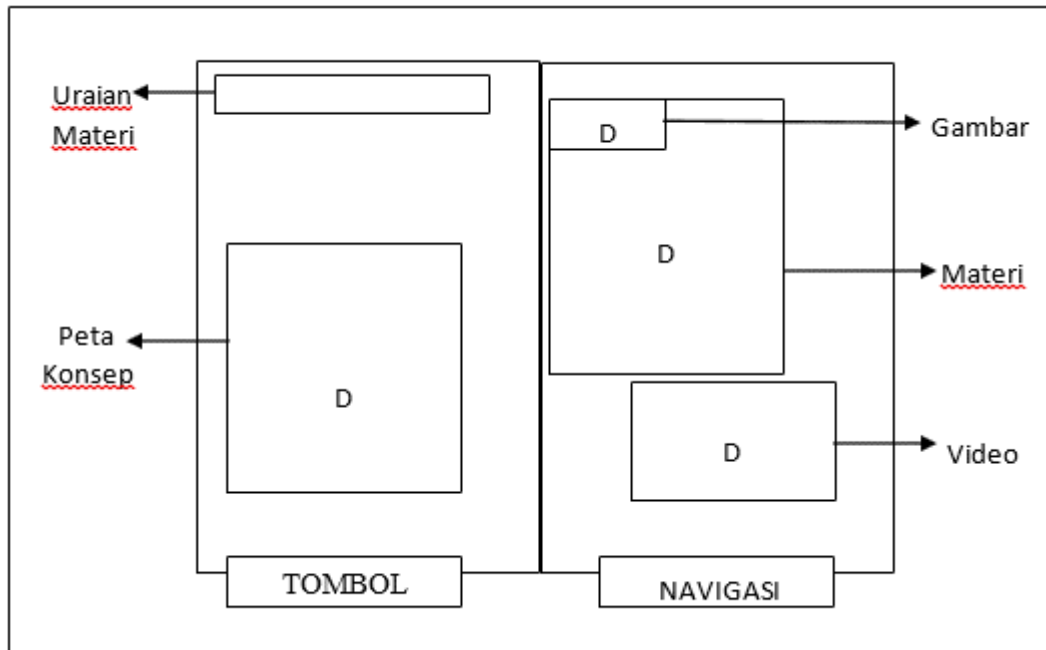 Uraian
Materi
D
Gambar
D
Materi
Peta
Konsep
D
D
Video
TOMBOL
NAVIGASI